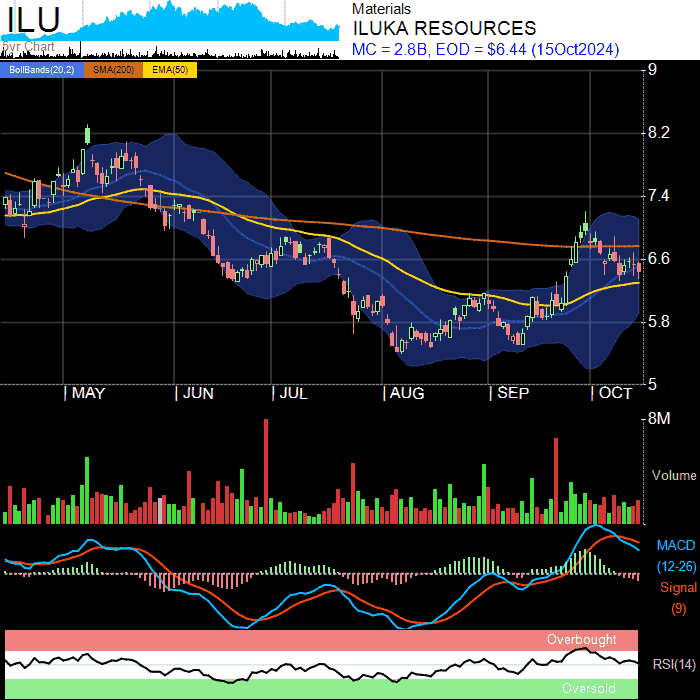 ILU
5yr Chart
Materials
ILUKA RESOURCES
MC = 2.8B, EOD = $6.44 (15Oct2024)
BollBands(20,2) SMA(200) EMA(50)
9
8.2
7.4
6.6
5.8
5
MAY JUN JUL AUG SEP OCT
8M
Volume
MACD
(12-26)
Signal
(9)
Overbought
RSI(14)
Oversold